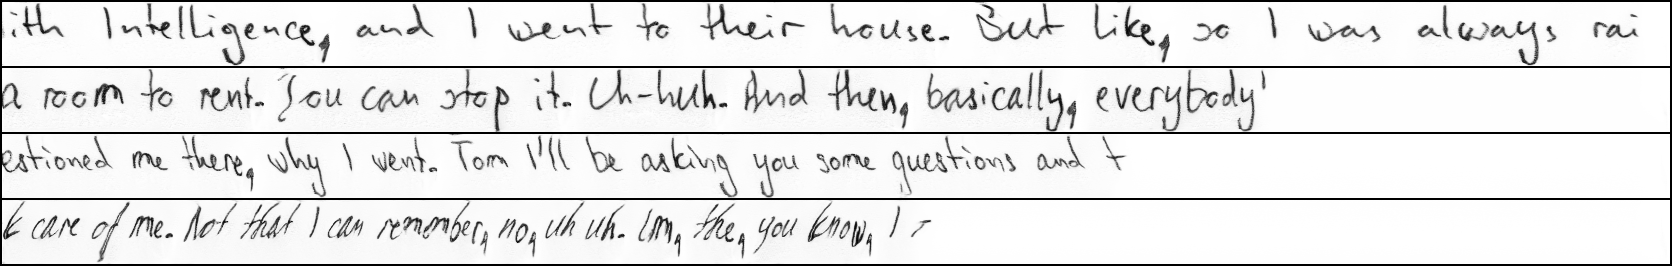 ith Intelligence, and I went to their house. But like, so I was always rai
a room to rent. You can stop it. Uh-huh. And then, basically, everybody'
estioned me there, why I went. Tom I'll be asking you some questions and t
k care of me. Not that I can remember, no, uh uh. Um, the, you know, I